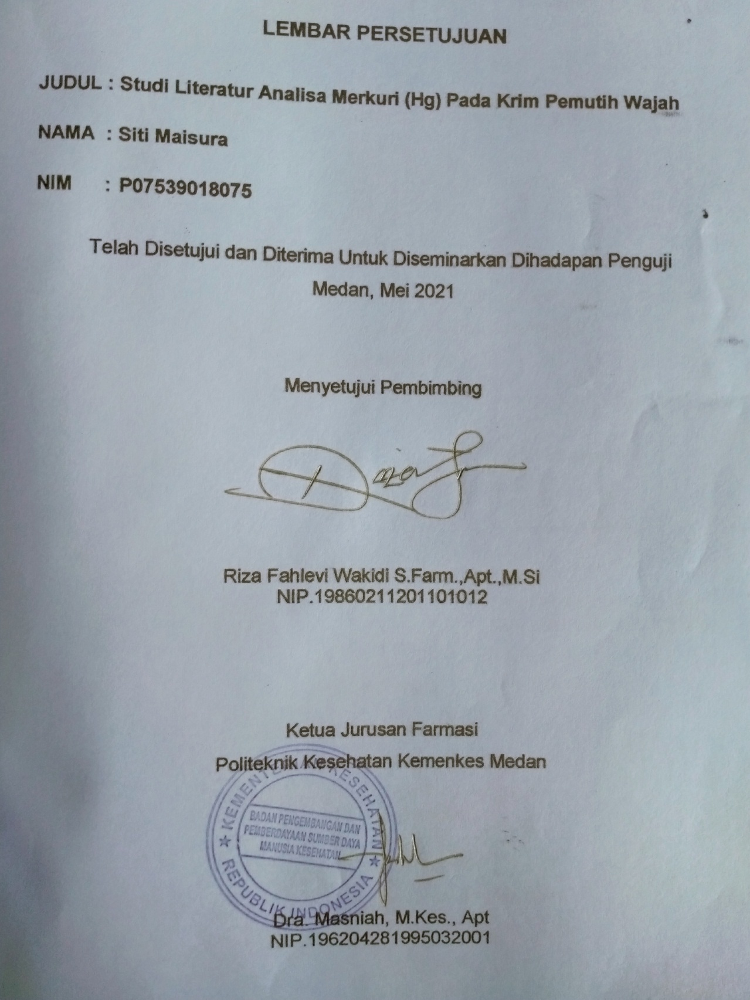 LEMBAR PERSETUJUAN
JUDUL : Studi Literatur Analisa Merkuri (Hg) Pada Krim Pemutih Wajah
NAMA : Siti Maisura
NIM : P07539018075
Telah Disetujui dan Diterima Untuk Diseminarkan Dihadapan Penguji
Medan, Mei 2021
Menyetujui Pembimbing
Riza Fahlevi Wakidi S.Farm.,Apt.,M.Si
NIP.19860211201101012
Ketua Jurusan Farmasi
Politeknik Kesehatan Kemenkes Medan
KESEHATAN
BADAN PENGEMBANGAN DAN
PEMBERDAYAAN SUMBER DAYA
MANUSIA KESEHATAN
REPUBLIK INDONESIA
Dra. Masniah, M.Kes., Apt
NIP.196204281995032001